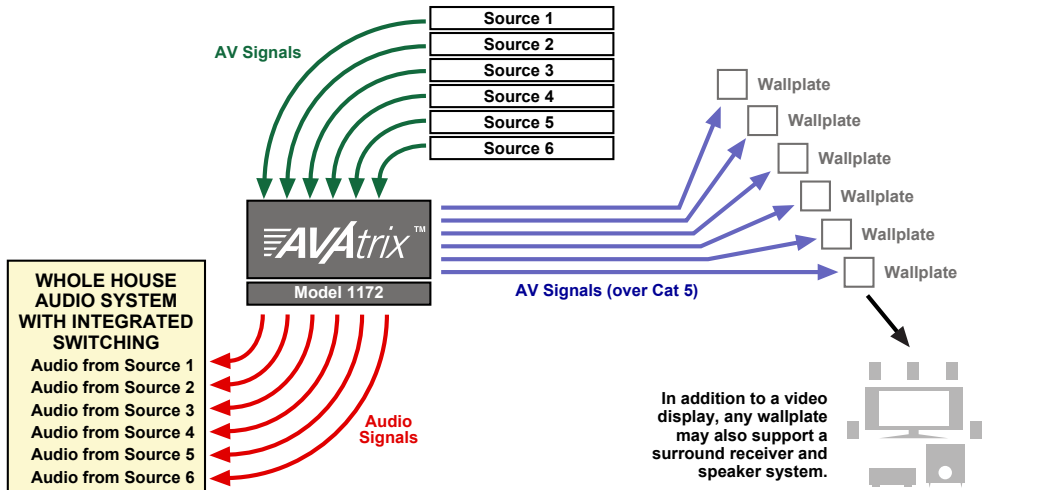 Source 1
Source 2
Source 3
Source 4
Source 5
Source 6
AV Signals
Wallplate
Wallplate
Wallplate
Wallplate
Wallplate
Wallplate
AVAtrix™
Model 1172
AV Signals (over Cat 5)
WHOLE HOUSE
AUDIO SYSTEM
WITH INTEGRATED
SWITCHING
Audio from Source 1
Audio from Source 2
Audio from Source 3
Audio from Source 4
Audio from Source 5
Audio from Source 6
Audio
Signals
In addition to a video
display, any wallplate
may also support a
surround receiver and
speaker system.